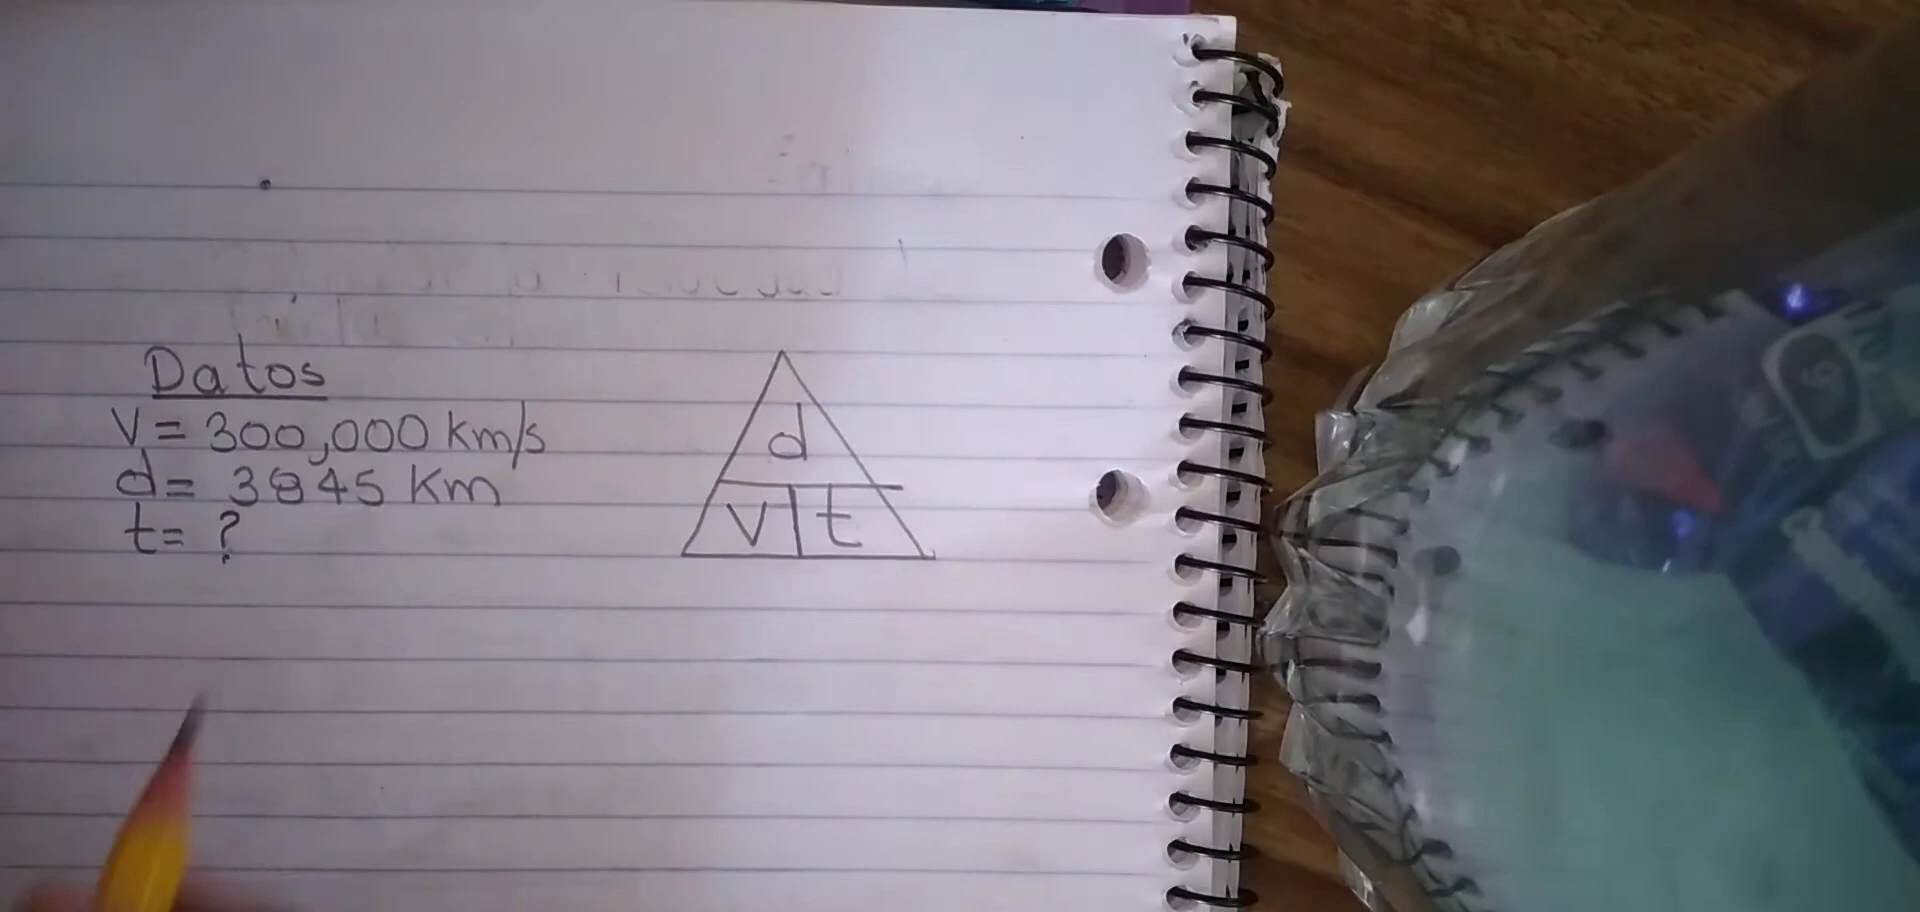 Datos
V = 300,000 km/s
d = 3845 Km
t = ?
d
v t